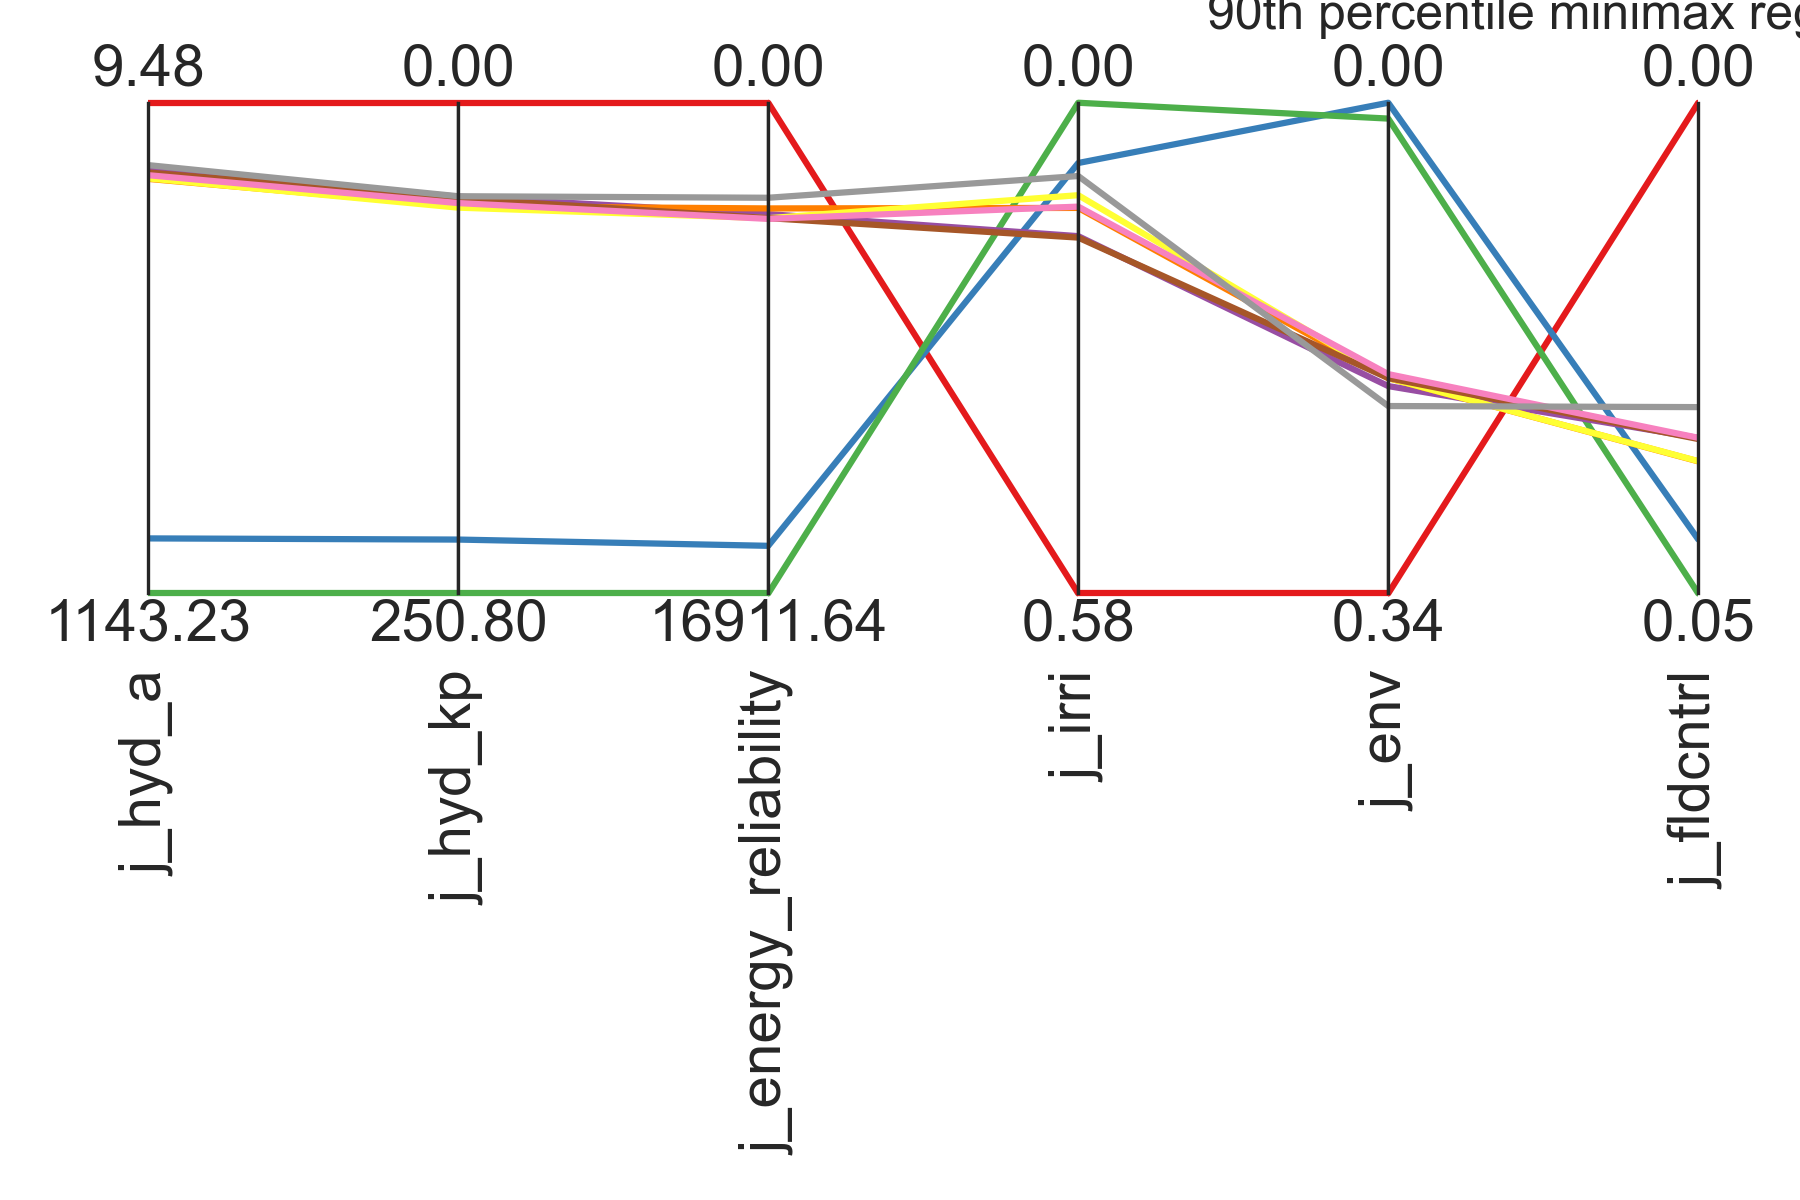 90th percentile minimax reg
9.48 0.00 0.00 0.00 0.00 0.00
1143.23 250.80 16911.64 0.58 0.34 0.05
j_hyd_a
j_hyd_kp
j_energy_reliability
j_irri
j_env
j_fldcntrl